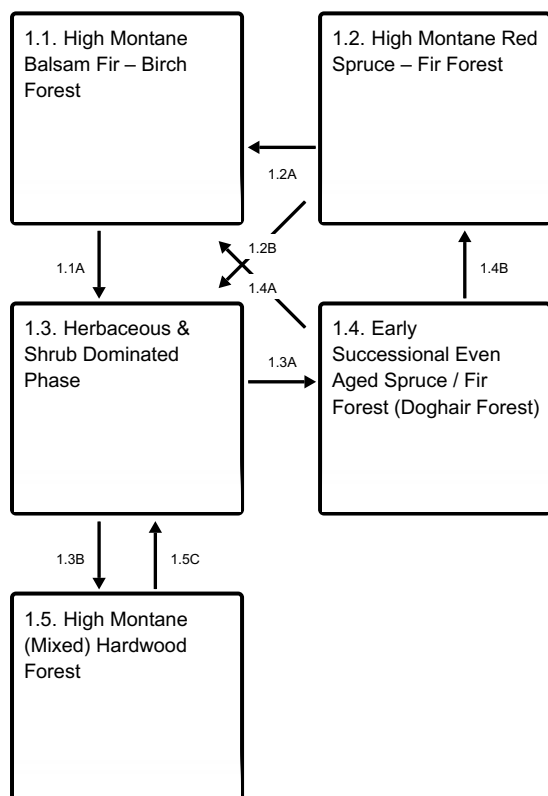 1.1. High Montane
Balsam Fir – Birch
Forest
1.2. High Montane Red
Spruce – Fir Forest
1.2A
1.1A
1.2B
1.4A
1.4B
1.3. Herbaceous &
Shrub Dominated
Phase
1.3A
1.4. Early
Successional Even
Aged Spruce / Fir
Forest (Doghair Forest)
1.3B
1.5C
1.5. High Montane
(Mixed) Hardwood
Forest